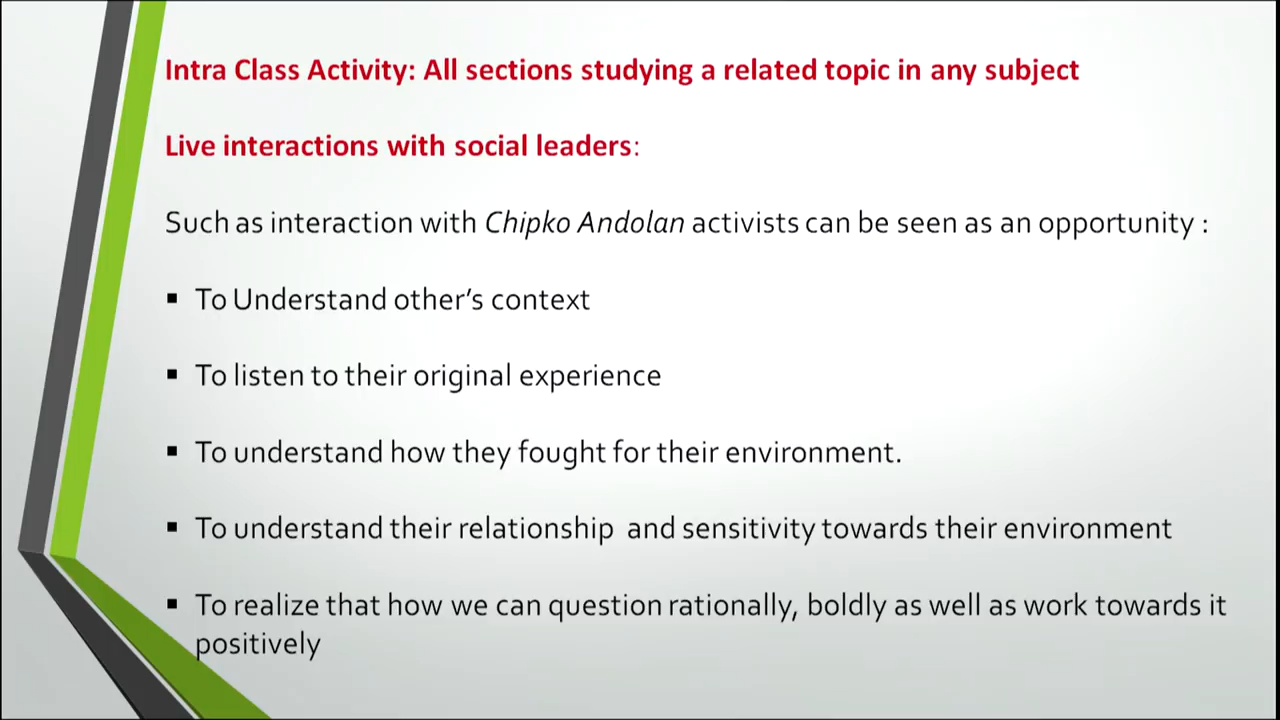 Intra Class Activity: All sections studying a related topic in any subject
Live interactions with social leaders:
Such as interaction with Chipko Andolan activists can be seen as an opportunity :
▪ To Understand other's context
▪ To listen to their original experience
▪ To understand how they fought for their environment.
▪ To understand their relationship  and sensitivity towards their environment
▪ To realize that how we can question rationally, boldly as well as work towards it
positively